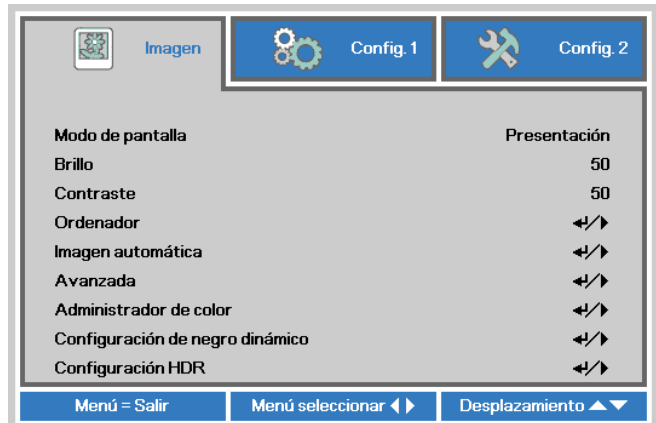 Imagen Config. 1 Config. 2
Modo de pantalla Presentación
Brillo 50
Contraste 50
Ordenador ↵/▶
Imagen automática ↵/▶
Avanzada ↵/▶
Administrador de color ↵/▶
Configuración de negro dinámico ↵/▶
Configuración HDR ↵/▶
Menú = Salir Menú seleccionar ◀▶ Desplazamiento ▲▼